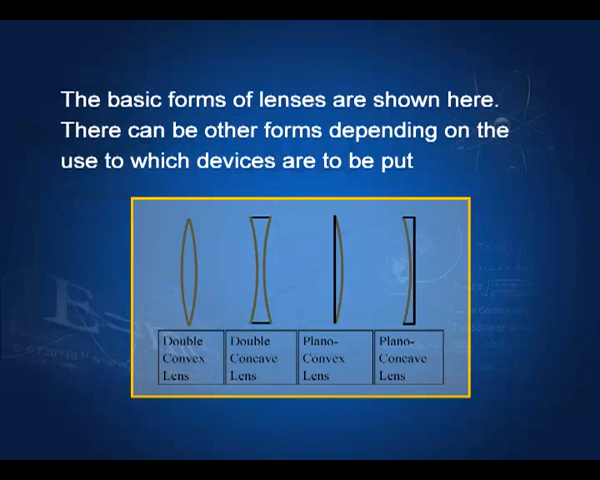 The basic forms of lenses are shown here.
There can be other forms depending on the
use to which devices are to be put
Double Convex Lens
Double Concave Lens
Plano-Convex Lens
Plano-Concave Lens